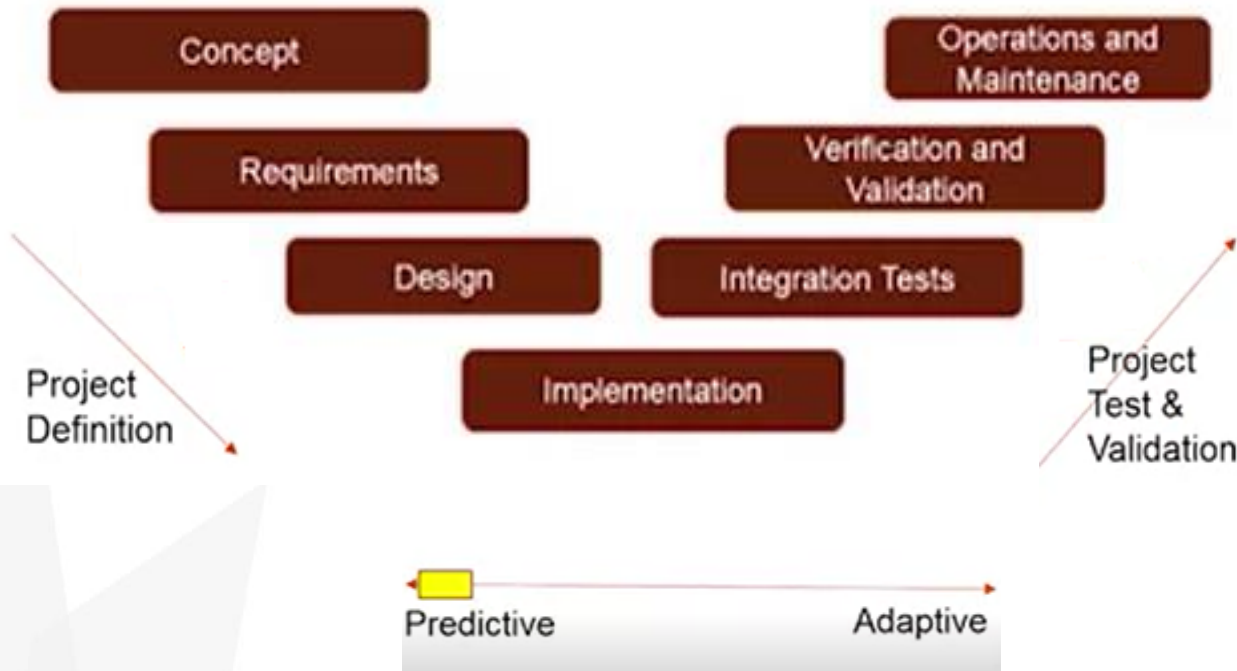 Concept
Operations and
Maintenance
Requirements
Verification and
Validation
Design
Integration Tests
Implementation
Project
Definition
Project
Test &
Validation
Predictive
Adaptive